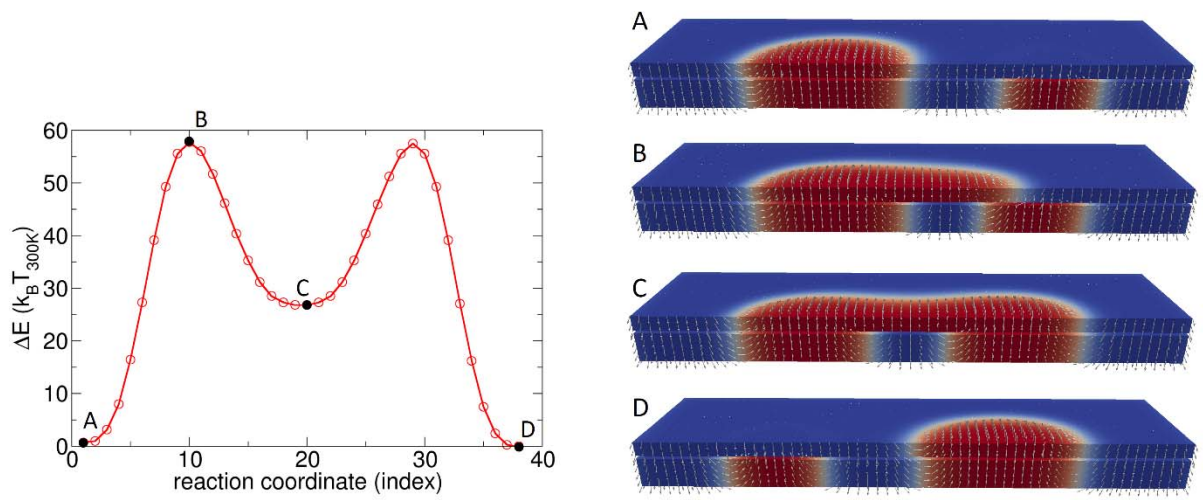 ΔE (k_B T_300K)
60
50
40
30
20
10
0
0 10 20 30 40
reaction coordinate (index)
A
B
C
D
A
B
C
D